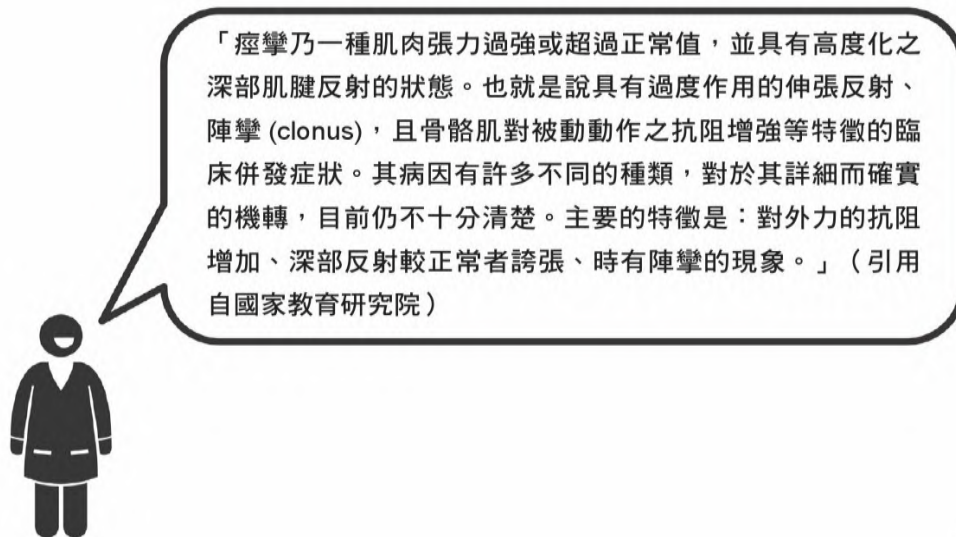 「痙攣乃一種肌肉張力過強或超過正常值，並具有高度化之
深部肌腱反射的狀態。也就是說具有過度作用的伸張反射、
陣攣 (clonus)，且骨骼肌對被動動作之抗阻增強等特徵的臨
床併發症狀。其病因有許多不同的種類，對於其詳細而確實
的機轉，目前仍不十分清楚。主要的特徵是：對外力的抗阻
增加、深部反射較正常者誇張、時有陣攣的現象。」（引用
自國家教育研究院）